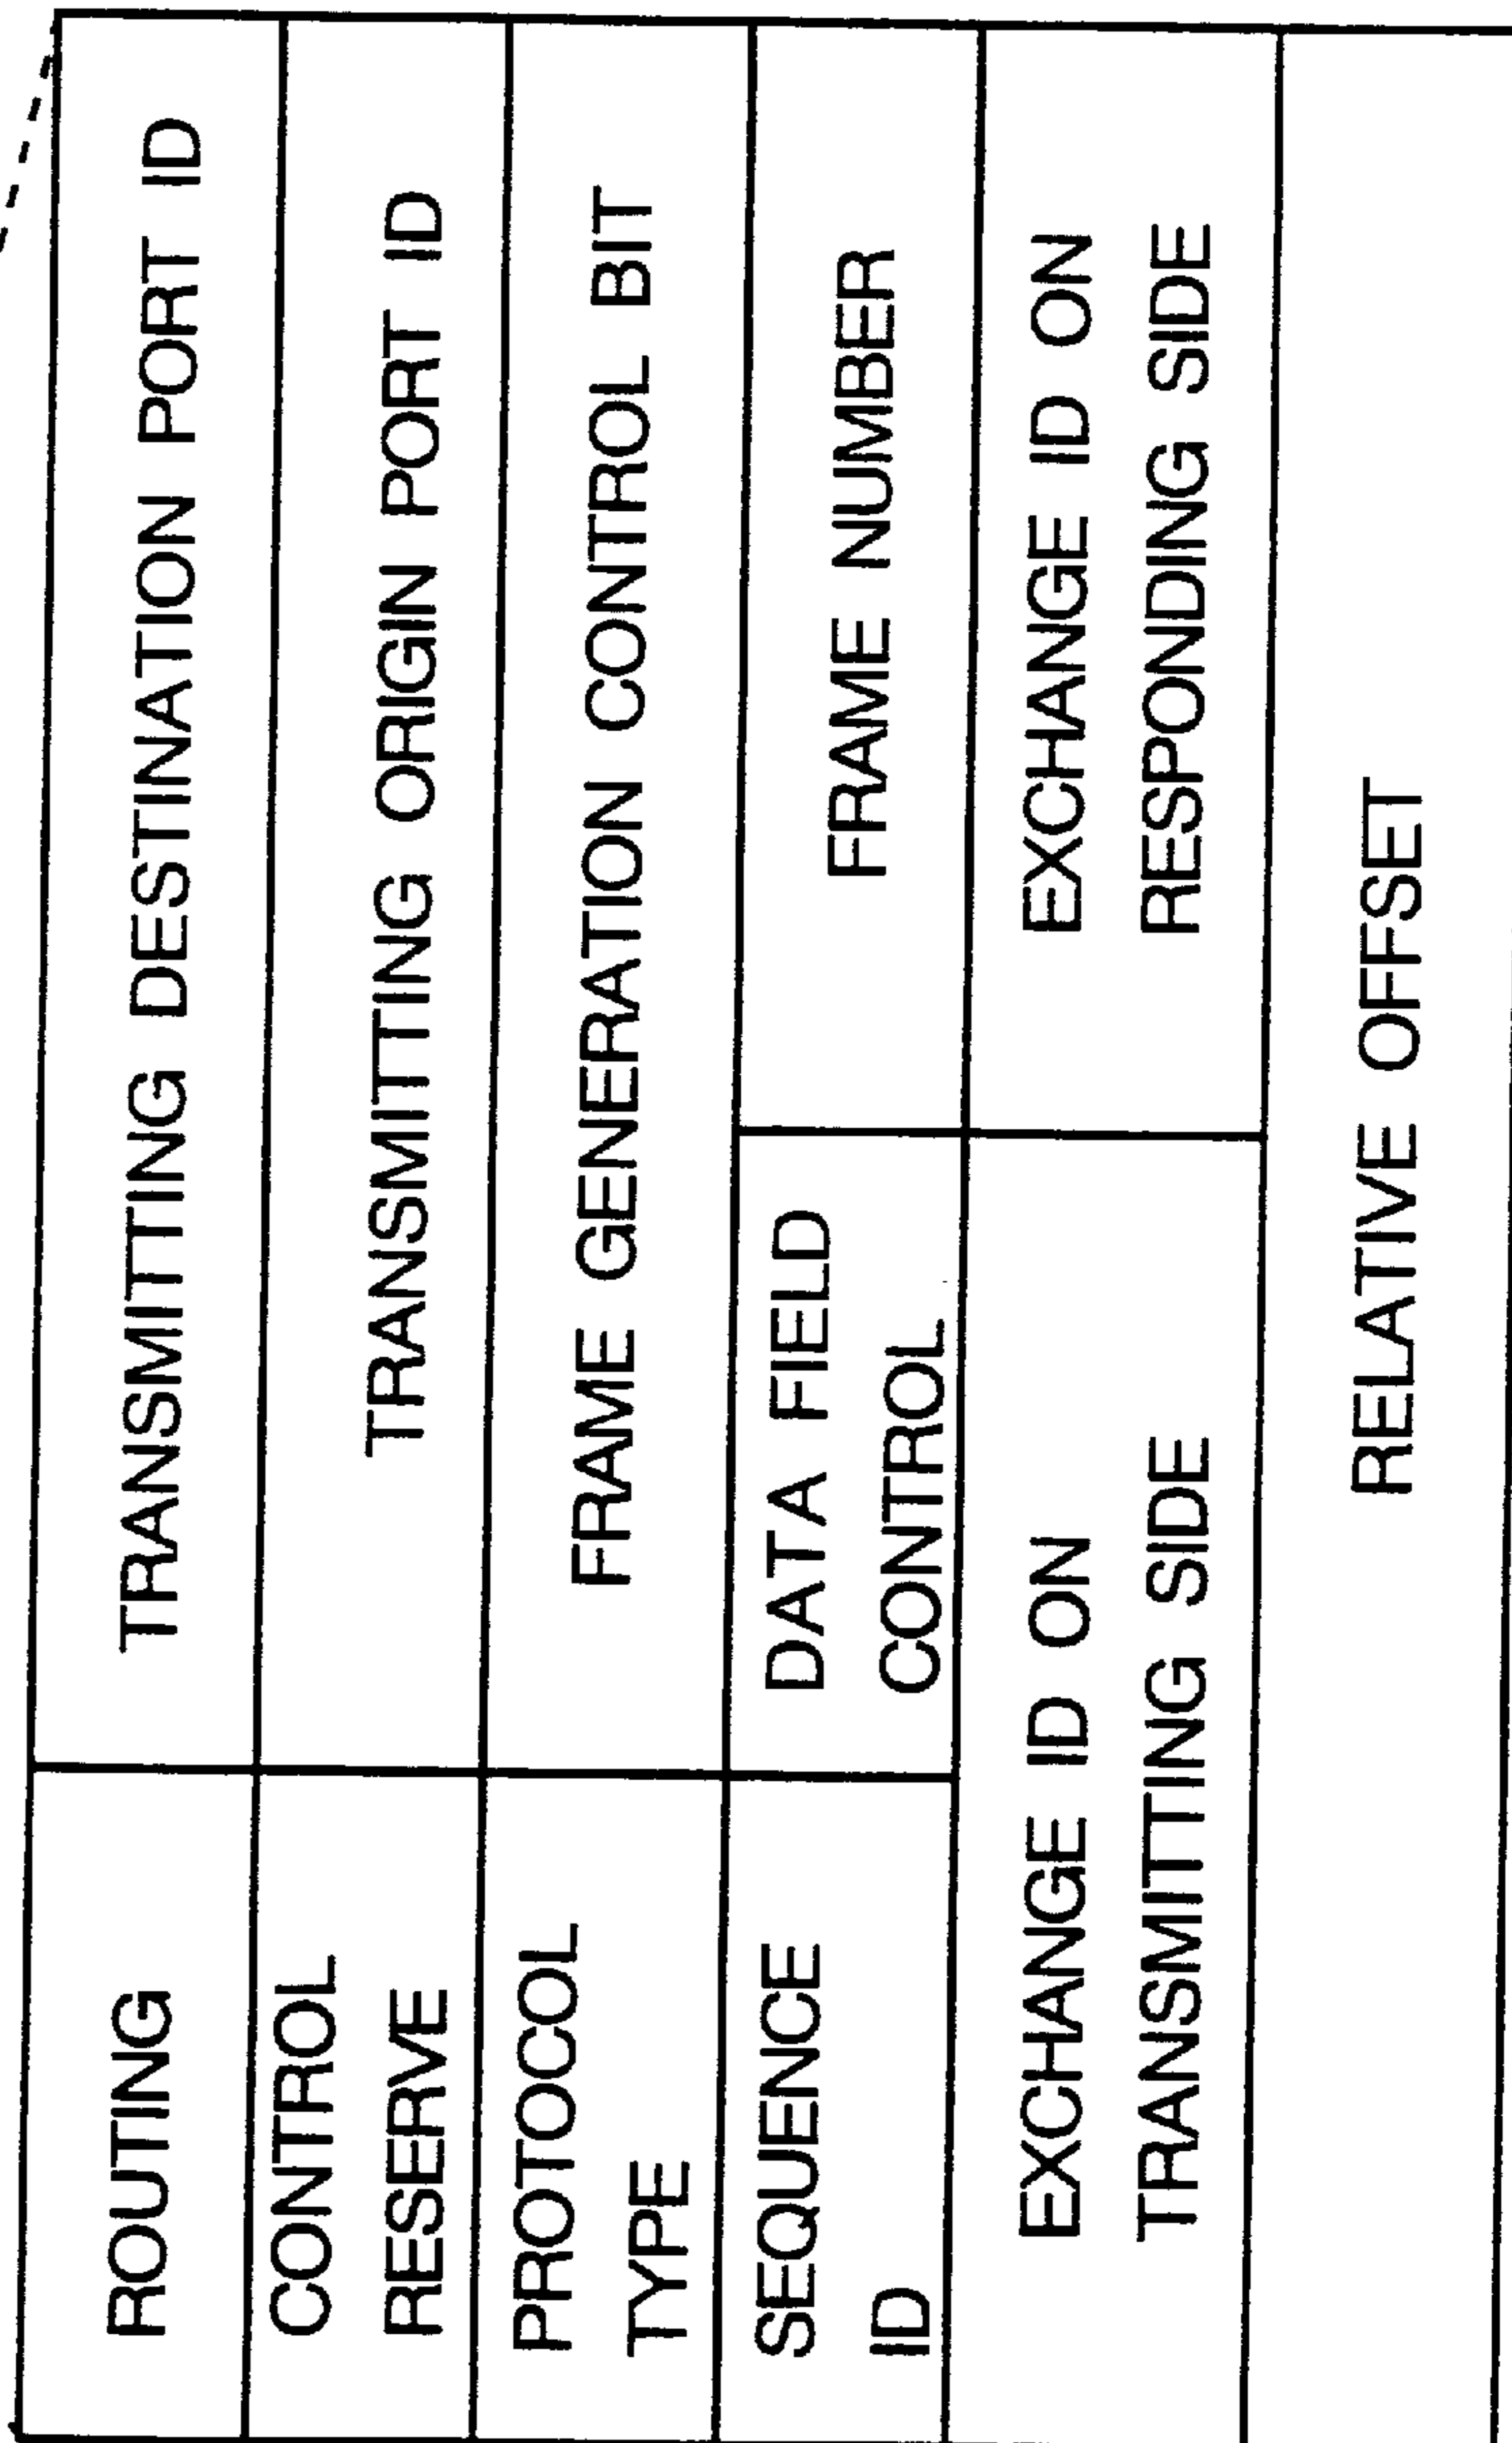 ROUTING
TRANSMITTING DESTINATION PORT ID
CONTROL
RESERVE
TRANSMITTING ORIGIN PORT ID
PROTOCOL
TYPE
FRAME GENERATION CONTROL BIT
SEQUENCE
ID
DATA FIELD
CONTROL
FRAME NUMBER
EXCHANGE ID ON
TRANSMITTING SIDE
EXCHANGE ID ON
RESPONDING SIDE
RELATIVE OFFSET